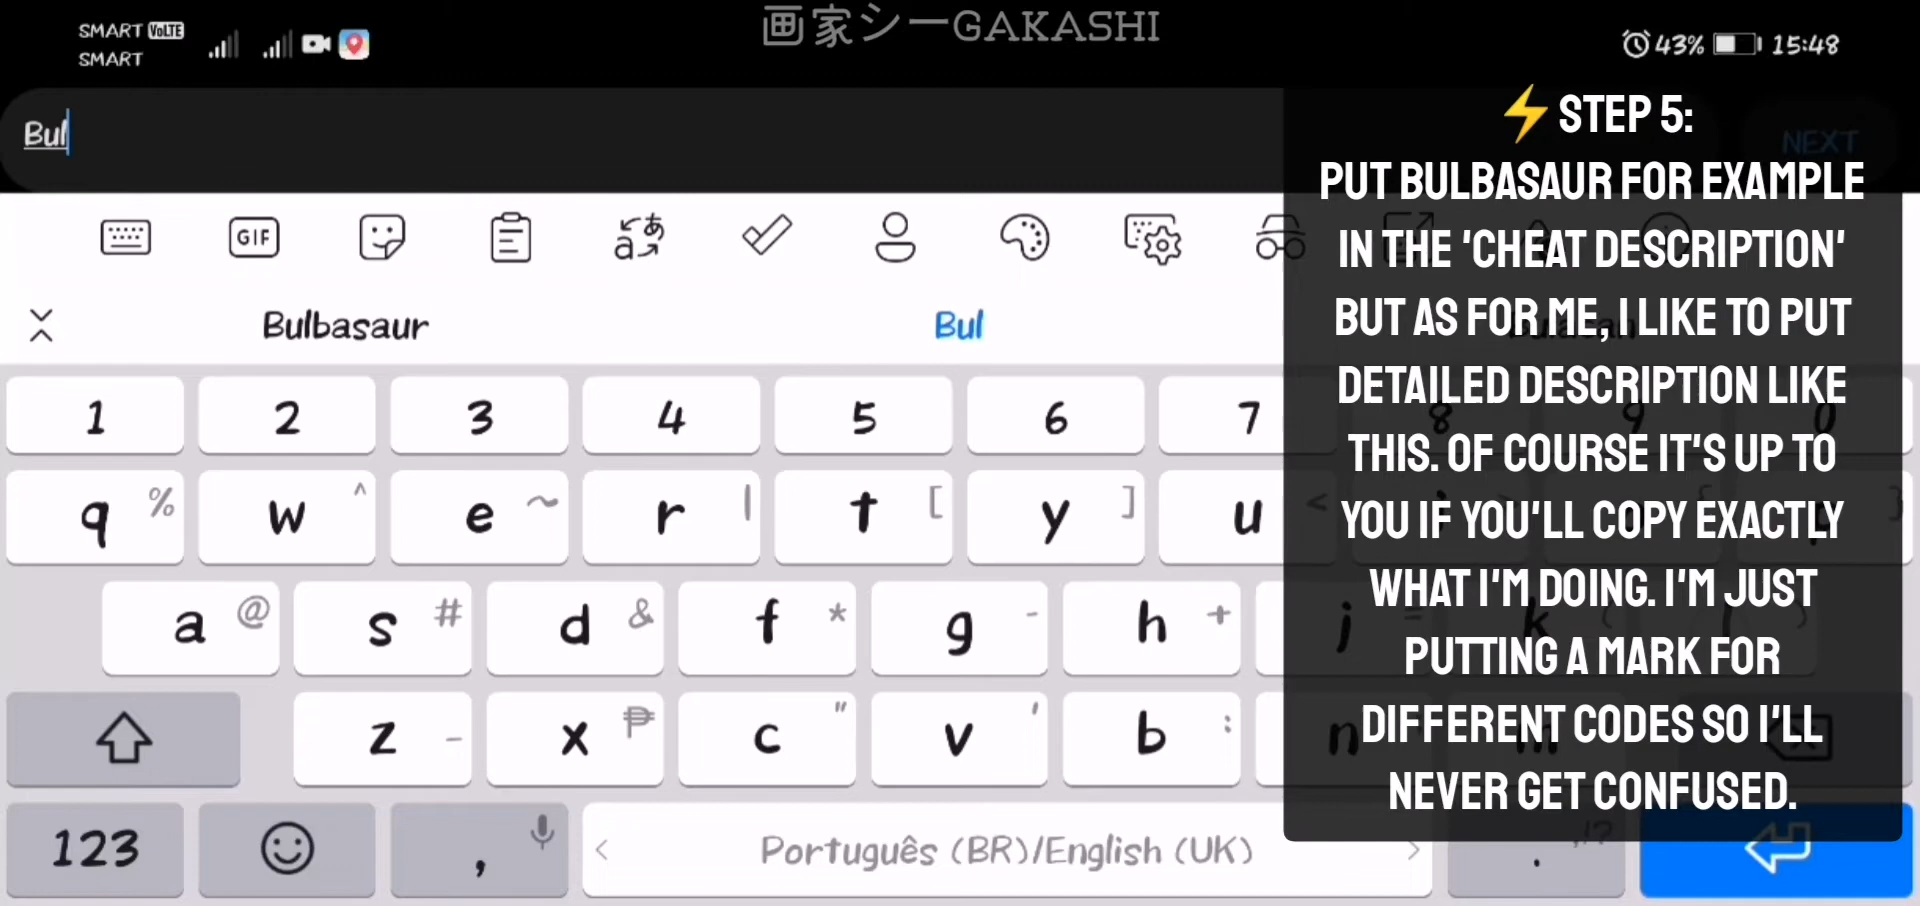 画家シーGAKASHI
SMART VoLTE
SMART
43% 15:48
Bul
NEXT
⚡ STEP 5:
PUT BULBASAUR FOR EXAMPLE
IN THE 'CHEAT DESCRIPTION'
BUT AS FOR ME, I LIKE TO PUT
DETAILED DESCRIPTION LIKE
THIS. OF COURSE IT'S UP TO
YOU IF YOU'LL COPY EXACTLY
WHAT I'M DOING. I'M JUST
PUTTING A MARK FOR
DIFFERENT CODES SO I'LL
NEVER GET CONFUSED.
GIF
Bulbasaur Bul
1 2 3 4 5 6 7 8 9 0
q % w ^ e ~ r | t [ y ] u <
a @ s # d & f * g - h + j = k (
z - x ₱ c " v ' b : n m
123 , Português (BR)/English (UK) . ,!?